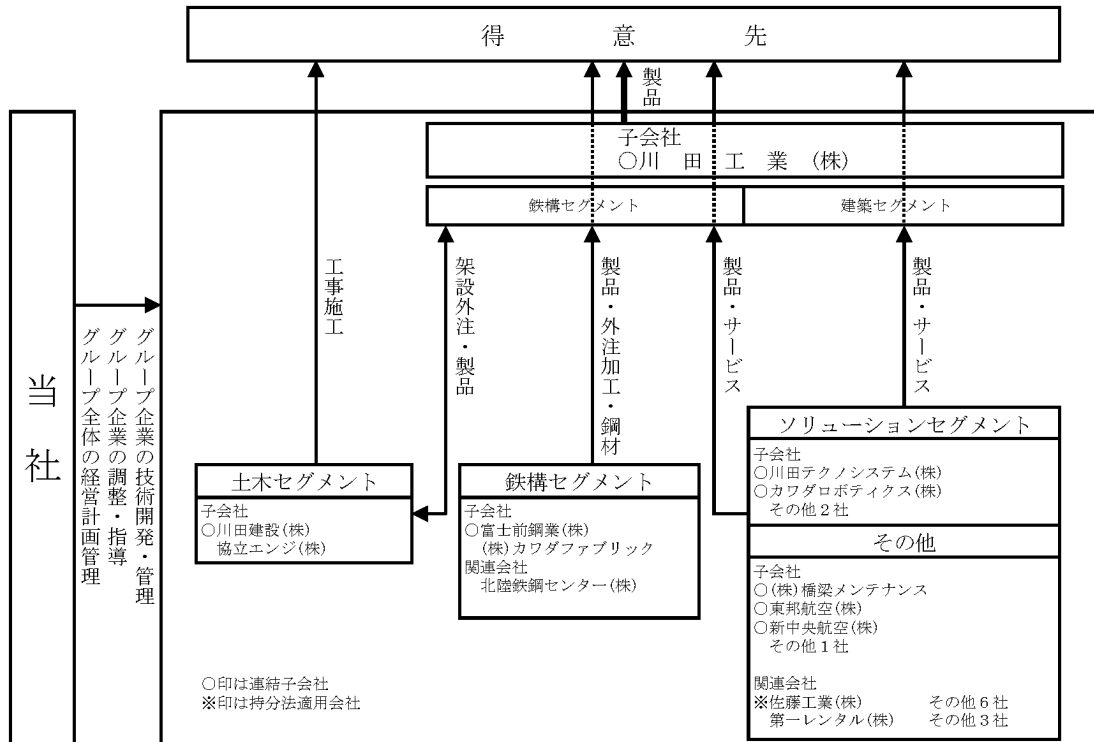 得意先
製品
子会社
○川田工業(株)
鉄構セグメント
建築セグメント
工事施工
架設外注・製品
製品・外注加工・鋼材
製品・サービス
製品・サービス
当社
グループ企業の技術開発・管理
グループ企業の調整・指導
グループ全体の経営計画管理
土木セグメント
子会社
○川田建設(株)
協立エンジ(株)
鉄構セグメント
子会社
○富士前鋼業(株)
(株)カワダファブリック
関連会社
北陸鉄鋼センター(株)
ソリューションセグメント
子会社
○川田テクノシステム(株)
○カワダロボティクス(株)
その他2社
その他
子会社
○(株)橋梁メンテナンス
○東邦航空(株)
○新中央航空(株)
その他1社
関連会社
※佐藤工業(株) その他6社
第一レンタル(株) その他3社
○印は連結子会社
※印は持分法適用会社